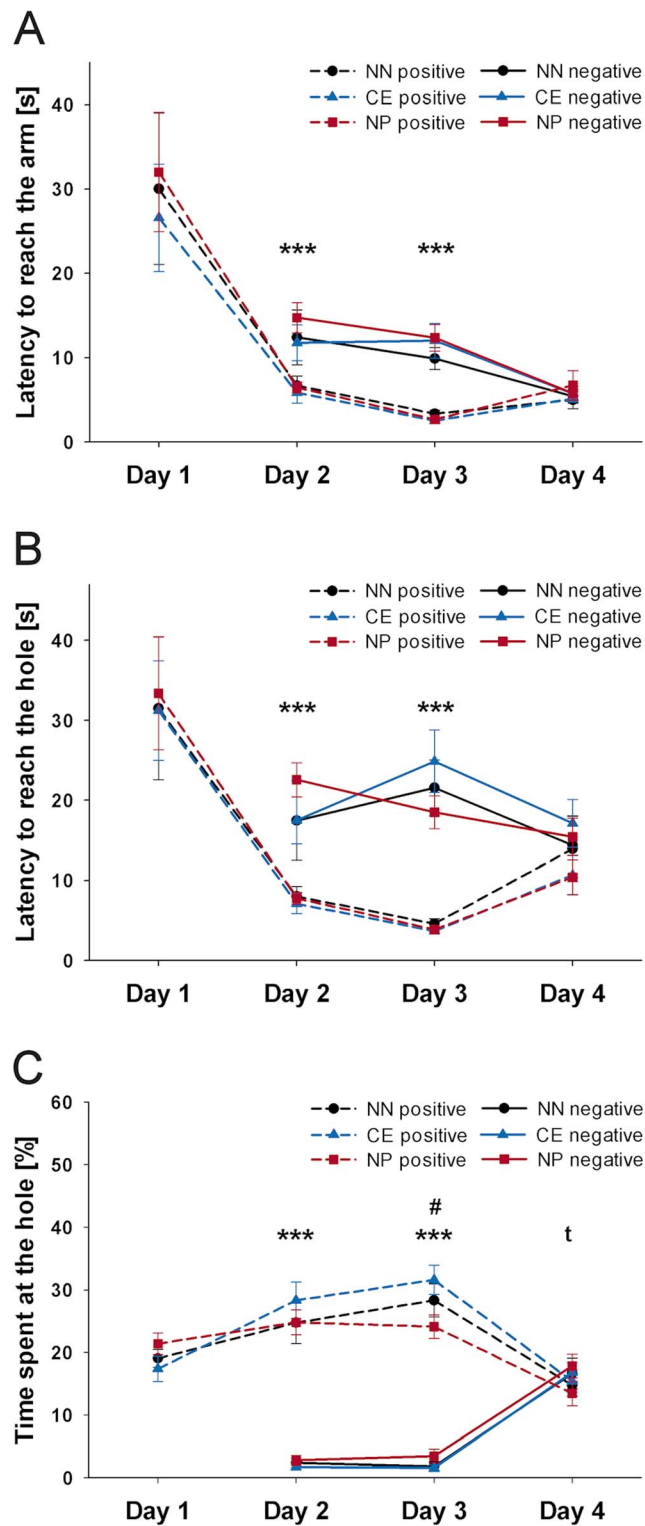 A
Latency to reach the arm [s]
NN positive NN negative
CE positive CE negative
NP positive NP negative
40
30
20
10
0
*** ***
Day 1 Day 2 Day 3 Day 4
B
Latency to reach the hole [s]
NN positive NN negative
CE positive CE negative
NP positive NP negative
40
30
20
10
0
*** ***
Day 1 Day 2 Day 3 Day 4
C
Time spent at the hole [%]
NN positive NN negative
CE positive CE negative
NP positive NP negative
60
50
40
30
20
10
0
#
*** *** t
Day 1 Day 2 Day 3 Day 4